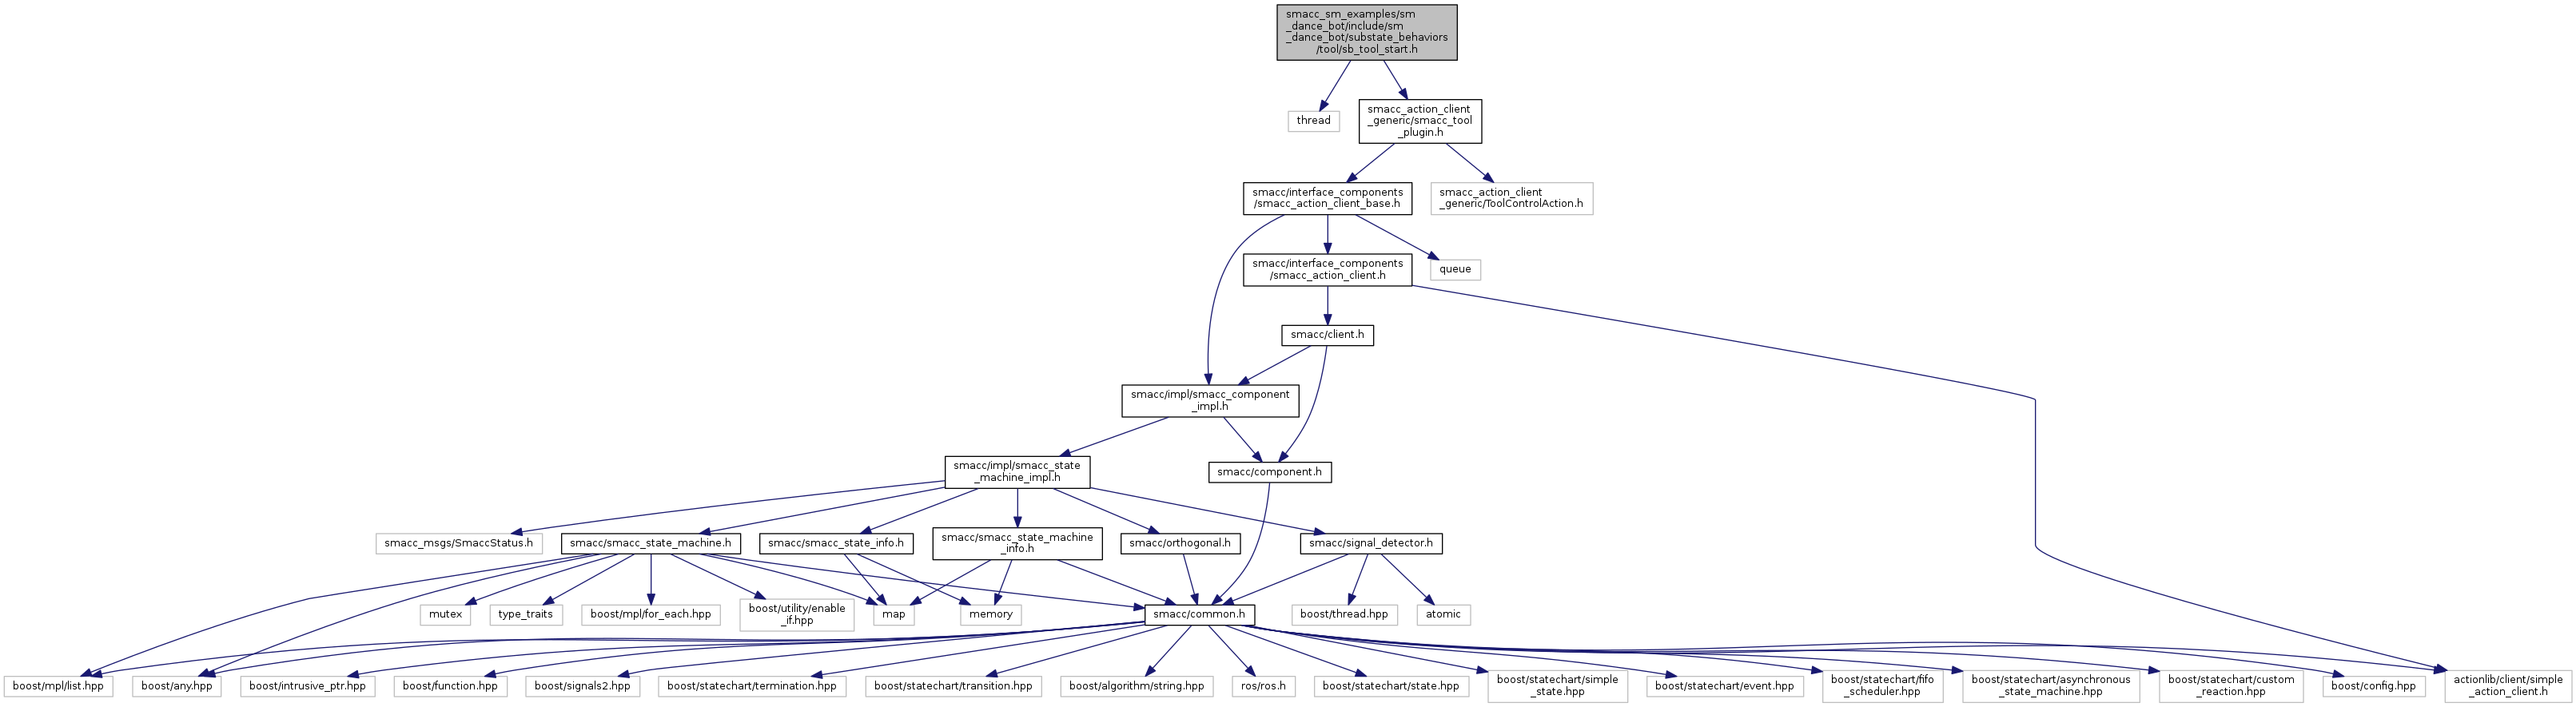 smacc_sm_examples/sm
_dance_bot/include/sm
_dance_bot/substate_behaviors
/tool/sb_tool_start.h
thread
smacc_action_client
_generic/smacc_tool
_plugin.h
smacc/interface_components
/smacc_action_client_base.h
smacc_action_client
_generic/ToolControlAction.h
smacc/interface_components
/smacc_action_client.h
queue
smacc/client.h
smacc/impl/smacc_component
_impl.h
smacc/impl/smacc_state
_machine_impl.h
smacc/component.h
smacc_msgs/SmaccStatus.h
smacc/smacc_state_machine.h
smacc/smacc_state_info.h
smacc/smacc_state_machine
_info.h
smacc/orthogonal.h
smacc/signal_detector.h
mutex
type_traits
boost/mpl/for_each.hpp
boost/utility/enable
_if.hpp
map
memory
smacc/common.h
boost/thread.hpp
atomic
boost/mpl/list.hpp
boost/any.hpp
boost/intrusive_ptr.hpp
boost/function.hpp
boost/signals2.hpp
boost/statechart/termination.hpp
boost/statechart/transition.hpp
boost/algorithm/string.hpp
ros/ros.h
boost/statechart/state.hpp
boost/statechart/simple
_state.hpp
boost/statechart/event.hpp
boost/statechart/fifo
_scheduler.hpp
boost/statechart/asynchronous
_state_machine.hpp
boost/statechart/custom
_reaction.hpp
boost/config.hpp
actionlib/client/simple
_action_client.h